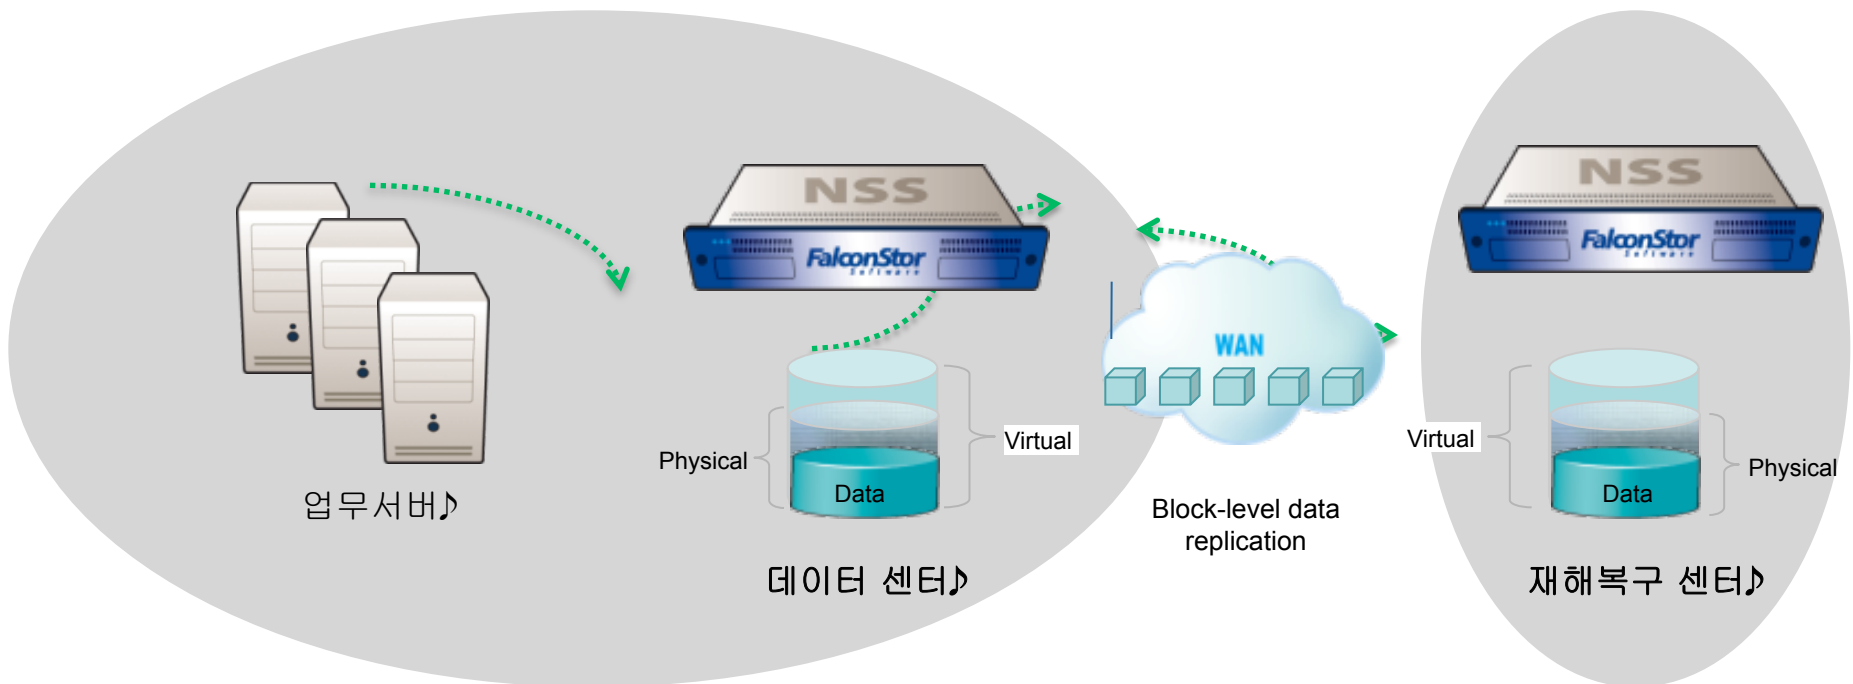 NSS
FalconStor
Software
업무서버♪
Physical
Virtual
Data
데이터 센터♪
WAN
Block-level data
replication
NSS
FalconStor
Software
Virtual
Physical
Data
재해복구 센터♪